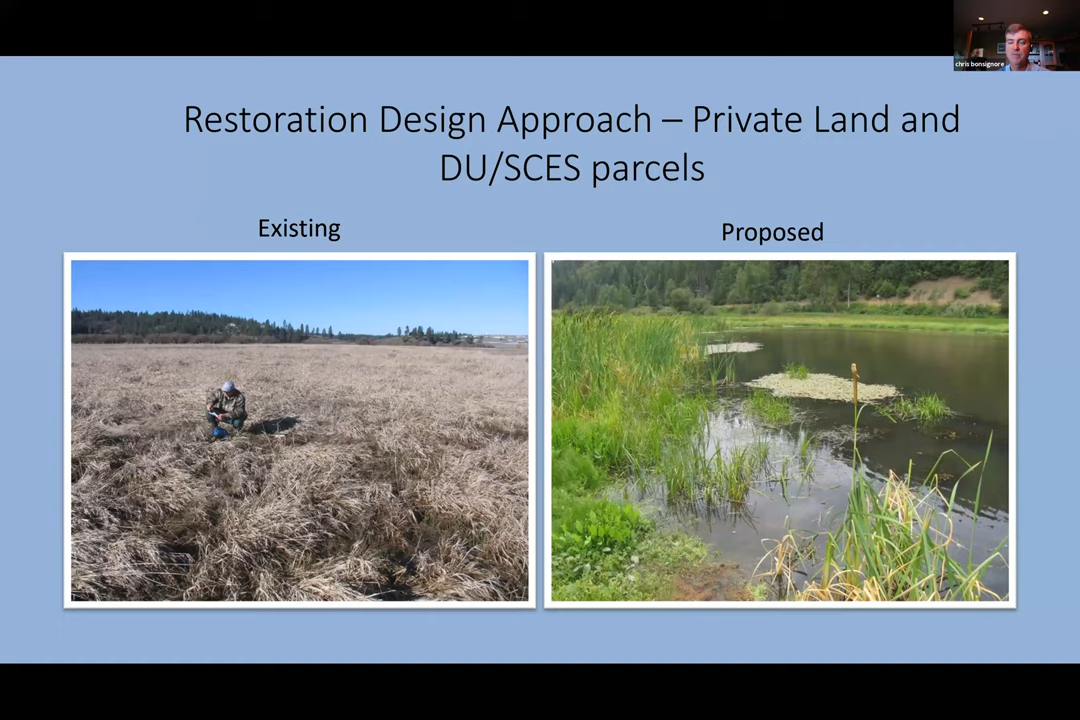 chris bonsignore
Restoration Design Approach – Private Land and
DU/SCES parcels
Existing
Proposed